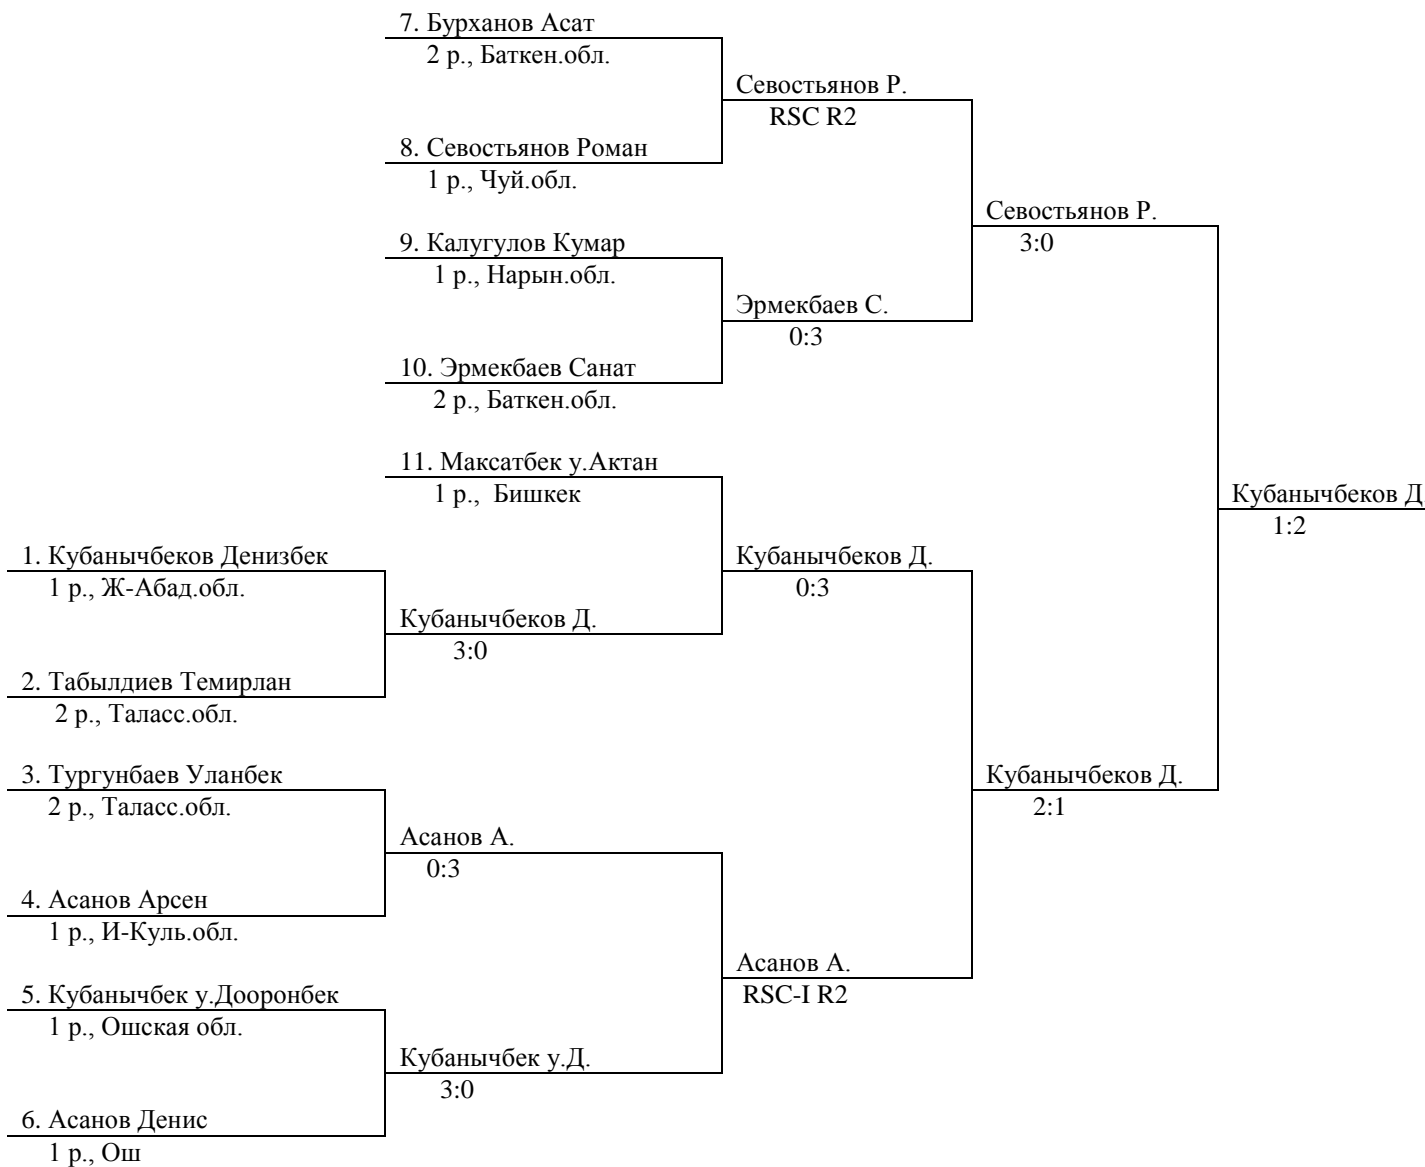 7. Бурханов Асат
2 р., Баткен.обл.
Севостьянов Р.
RSC R2
8. Севостьянов Роман
1 р., Чуй.обл.
Севостьянов Р.
3:0
9. Калугулов Кумар
1 р., Нарын.обл.
Эрмекбаев С.
0:3
10. Эрмекбаев Санат
2 р., Баткен.обл.
11. Максатбек у.Актан
1 р., Бишкек
Кубанычбеков Д
1:2
1. Кубанычбеков Денизбек
1 р., Ж-Абад.обл.
Кубанычбеков Д.
0:3
Кубанычбеков Д.
3:0
2. Табылдиев Темирлан
2 р., Таласс.обл.
3. Тургунбаев Уланбек
2 р., Таласс.обл.
Кубанычбеков Д.
2:1
Асанов А.
0:3
4. Асанов Арсен
1 р., И-Куль.обл.
Асанов А.
RSC-I R2
5. Кубанычбек у.Дооронбек
1 р., Ошская обл.
Кубанычбек у.Д.
3:0
6. Асанов Денис
1 р., Ош